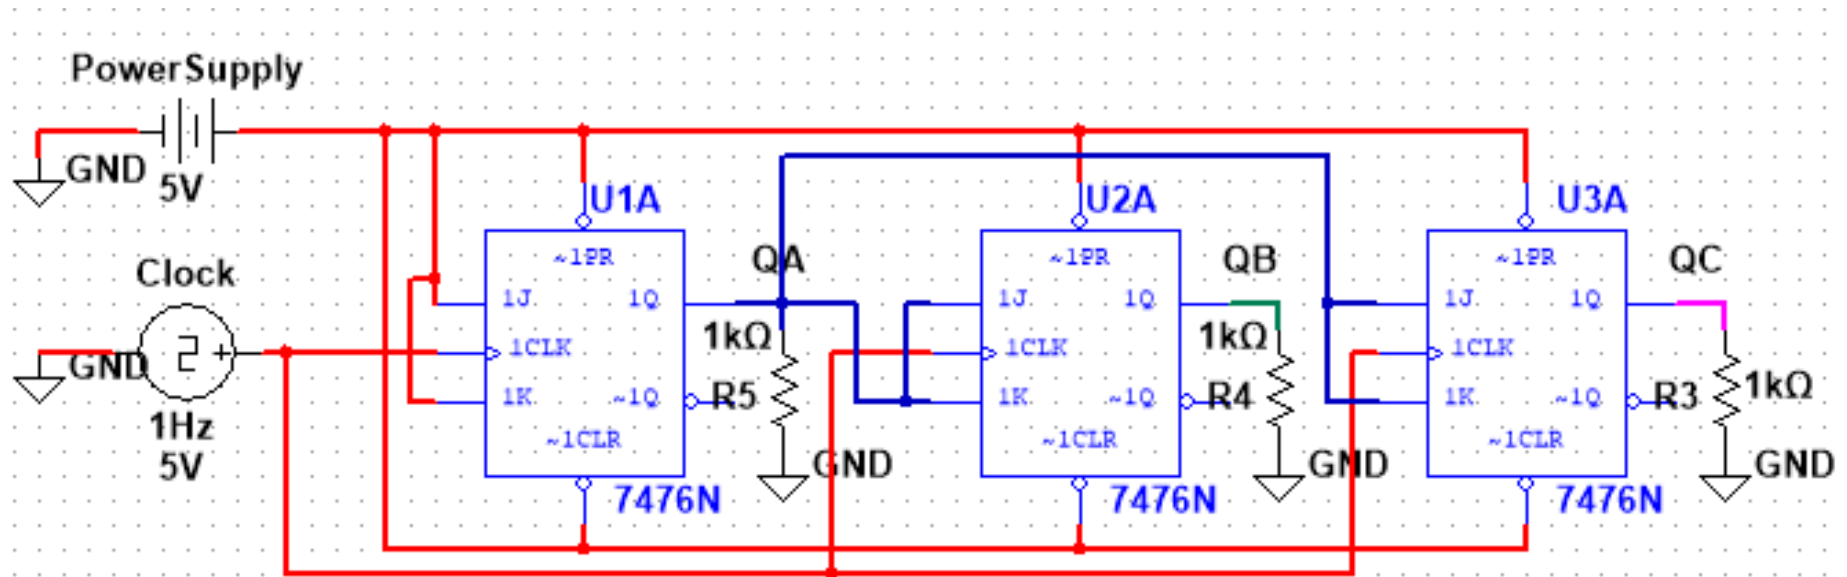 PowerSupply
GND
5V
Clock
GND
1Hz
5V
U1A
~1PR
1J
1Q
1CLK
1K
~1Q
~1CLR
7476N
QA
1kΩ
R5
GND
U2A
~1PR
1J
1Q
1CLK
1K
~1Q
~1CLR
7476N
QB
1kΩ
R4
GND
U3A
~1PR
1J
1Q
1CLK
1K
~1Q
~1CLR
7476N
QC
1kΩ
R3
GND